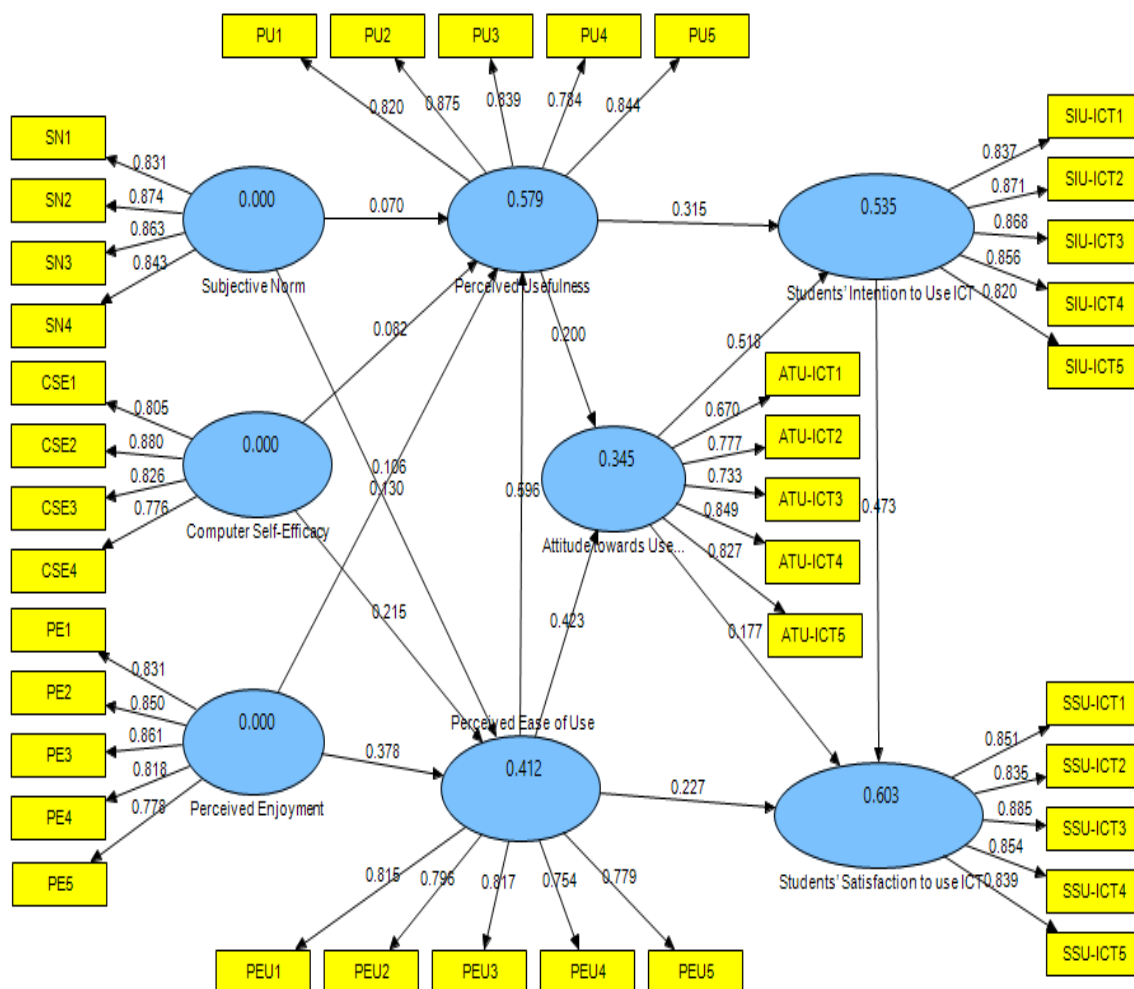 PU1
PU2
PU3
PU4
PU5
0.820
0.875
0.839
0.784
0.844
SN1
SN2
SN3
SN4
0.831
0.874
0.863
0.843
0.000
Subjective Norm
0.070
0.579
Perceived Usefulness
0.315
0.535
Students' Intention to Use ICT
SIU-ICT1
SIU-ICT2
SIU-ICT3
SIU-ICT4
SIU-ICT5
0.837
0.871
0.868
0.856
0.820
0.082
0.200
0.518
CSE1
CSE2
CSE3
CSE4
0.805
0.880
0.826
0.776
0.000
Computer Self-Efficacy
0.106
0.130
0.596
0.345
Attitude towards Use...
ATU-ICT1
ATU-ICT2
ATU-ICT3
ATU-ICT4
ATU-ICT5
0.670
0.777
0.733
0.849
0.827
0.473
0.215
0.423
0.177
PE1
PE2
PE3
PE4
PE5
0.831
0.850
0.861
0.818
0.778
0.000
Perceived Enjoyment
0.378
Perceived Ease of Use
0.412
0.227
0.603
Students' Satisfaction to use ICT
SSU-ICT1
SSU-ICT2
SSU-ICT3
SSU-ICT4
SSU-ICT5
0.851
0.835
0.885
0.854
0.839
0.815
0.795
0.817
0.754
0.779
PEU1
PEU2
PEU3
PEU4
PEU5